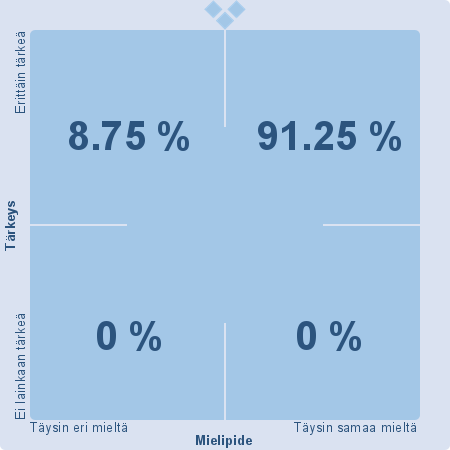 Erittäin tärkeä
8.75 %
91.25 %
Tärkeys
Ei lainkaan tärkeä
0 %
0 %
Täysin eri mieltä
Täysin samaa mieltä
Mielipide